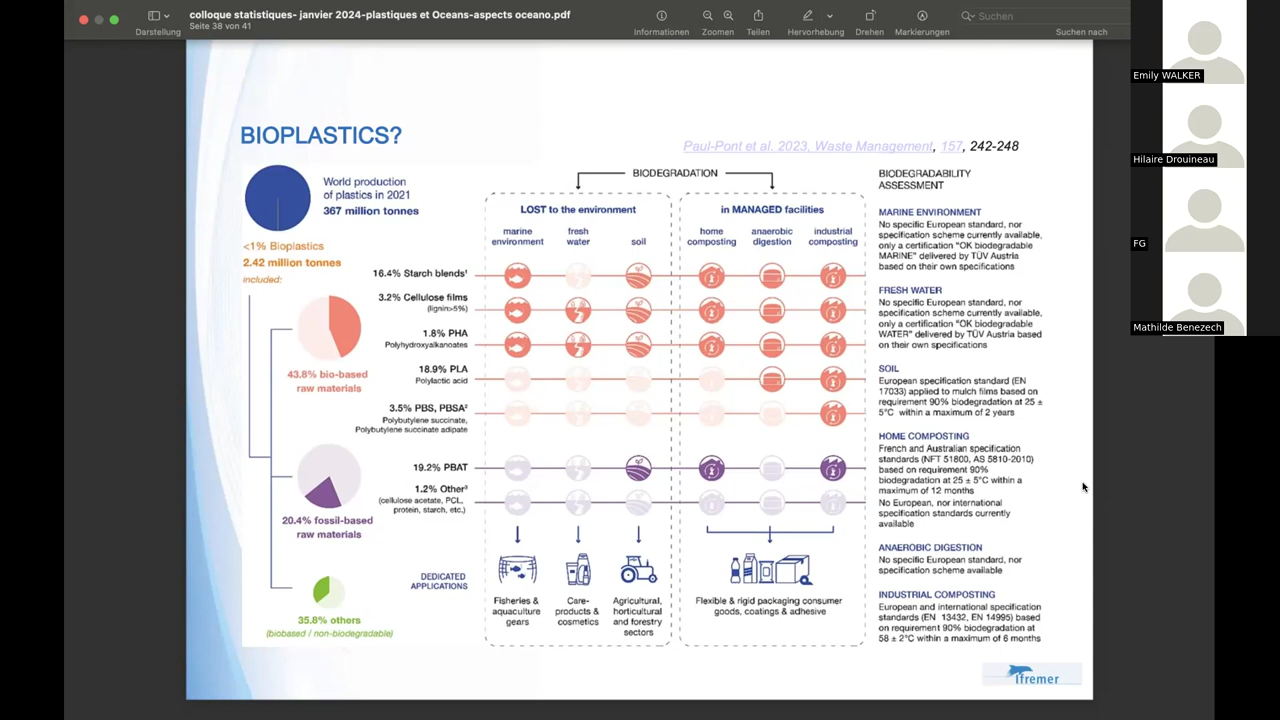 colloque statistiques- janvier 2024-plastiques et Oceans-aspects oceano.pdf
Seite 38 von 41
Darstellung
Informationen
Zoomen
Teilen
Hervorhebung
Drehen
Markierungen
Suchen
Suchen nach
Emily WALKER
Hilaire Drouineau
FG
Mathilde Benezech
BIOPLASTICS?
Paul-Pont et al. 2023, Waste Management, 157, 242-248
World production
of plastics in 2021
367 million tonnes
<1% Bioplastics
2.42 million tonnes
included:
43.8% bio-based
raw materials
20.4% fossil-based
raw materials
35.8% others
(biobased / non-biodegradable)
BIODEGRADATION
LOST to the environment
in MANAGED facilities
marine
environment
fresh
water
soil
home
composting
anaerobic
digestion
industrial
composting
16.4% Starch blends¹
3.2% Cellulose films
(lignin>5%)
1.8% PHA
Polyhydroxyalkanoates
18.9% PLA
Polylactic acid
3.5% PBS, PBSA²
Polybutylene succinate,
Polybutylene succinate adipate
19.2% PBAT
1.2% Other³
(cellulose acetate, PCL,
protein, starch, etc.)
DEDICATED
APPLICATIONS
Fisheries &
aquaculture
gears
Care-
products &
cosmetics
Agricultural,
horticultural
and forestry
sectors
Flexible & rigid packaging consumer
goods, coatings & adhesive
BIODEGRADABILITY
ASSESSMENT
MARINE ENVIRONMENT
No specific European standard, nor
specification scheme currently available,
only a certification "OK biodegradable
MARINE" delivered by TÜV Austria
based on their own specifications
FRESH WATER
No specific European standard, nor
specification scheme currently available,
only a certification "OK biodegradable
WATER" delivered by TÜV Austria based
on their own specifications
SOIL
European specification standard (EN
17033) applied to mulch films based on
requirement 90% biodegradation at 25 ±
5°C within a maximum of 2 years
HOME COMPOSTING
French and Australian specification
standards (NFT 51800, AS 5810-2010)
based on requirement 90%
biodegradation at 25 ± 5°C within a
maximum of 12 months
No European, nor international
specification standards currently
available
ANAEROBIC DIGESTION
No specific European standard, nor
specification scheme available
INDUSTRIAL COMPOSTING
European and international specification
standards (EN 13432, EN 14995) based
on requirement 90% biodegradation at
58 ± 2°C within a maximum of 6 months
Ifremer